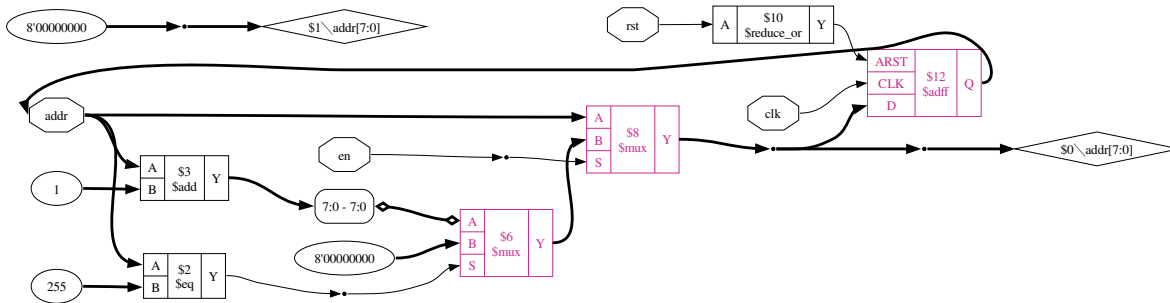 8'00000000
$1\addr[7:0]
rst
A
$10
$reduce_or
Y
ARST
CLK
D
$12
$adff
Q
addr
clk
A
B
S
$8
$mux
Y
en
$0\addr[7:0]
A
B
$3
$add
Y
1
7:0 - 7:0
A
B
S
$6
$mux
Y
8'00000000
A
B
$2
$eq
Y
255